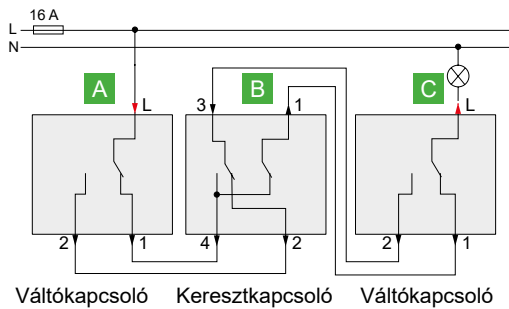 L 16 A
N
A B C
L 3 1 L
2 1 4 2 2 1
Váltókapcsoló Keresztkapcsoló Váltókapcsoló